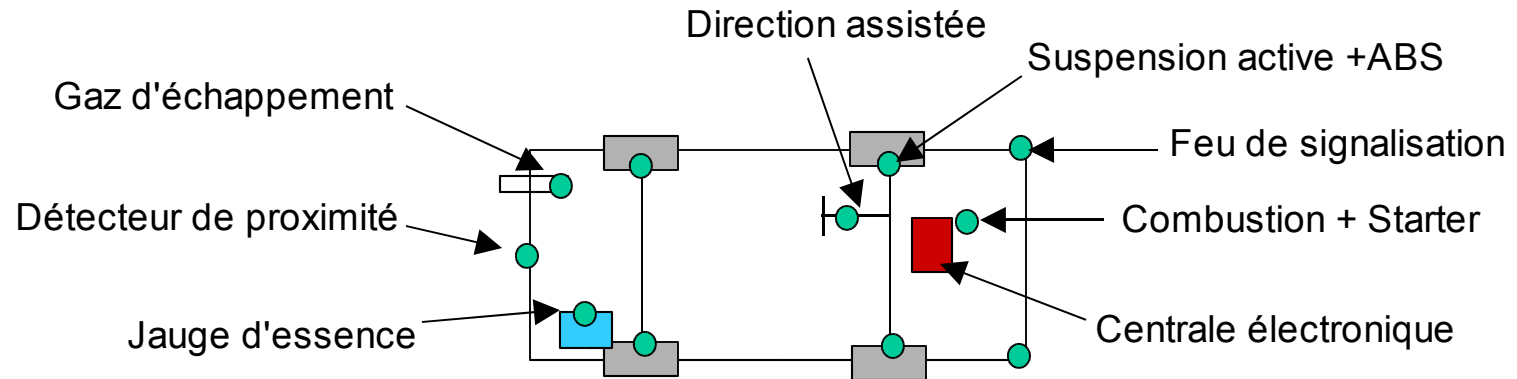 Direction assistée
Suspension active +ABS
Gaz d'échappement
Feu de signalisation
Détecteur de proximité
Combustion + Starter
Jauge d'essence
Centrale électronique